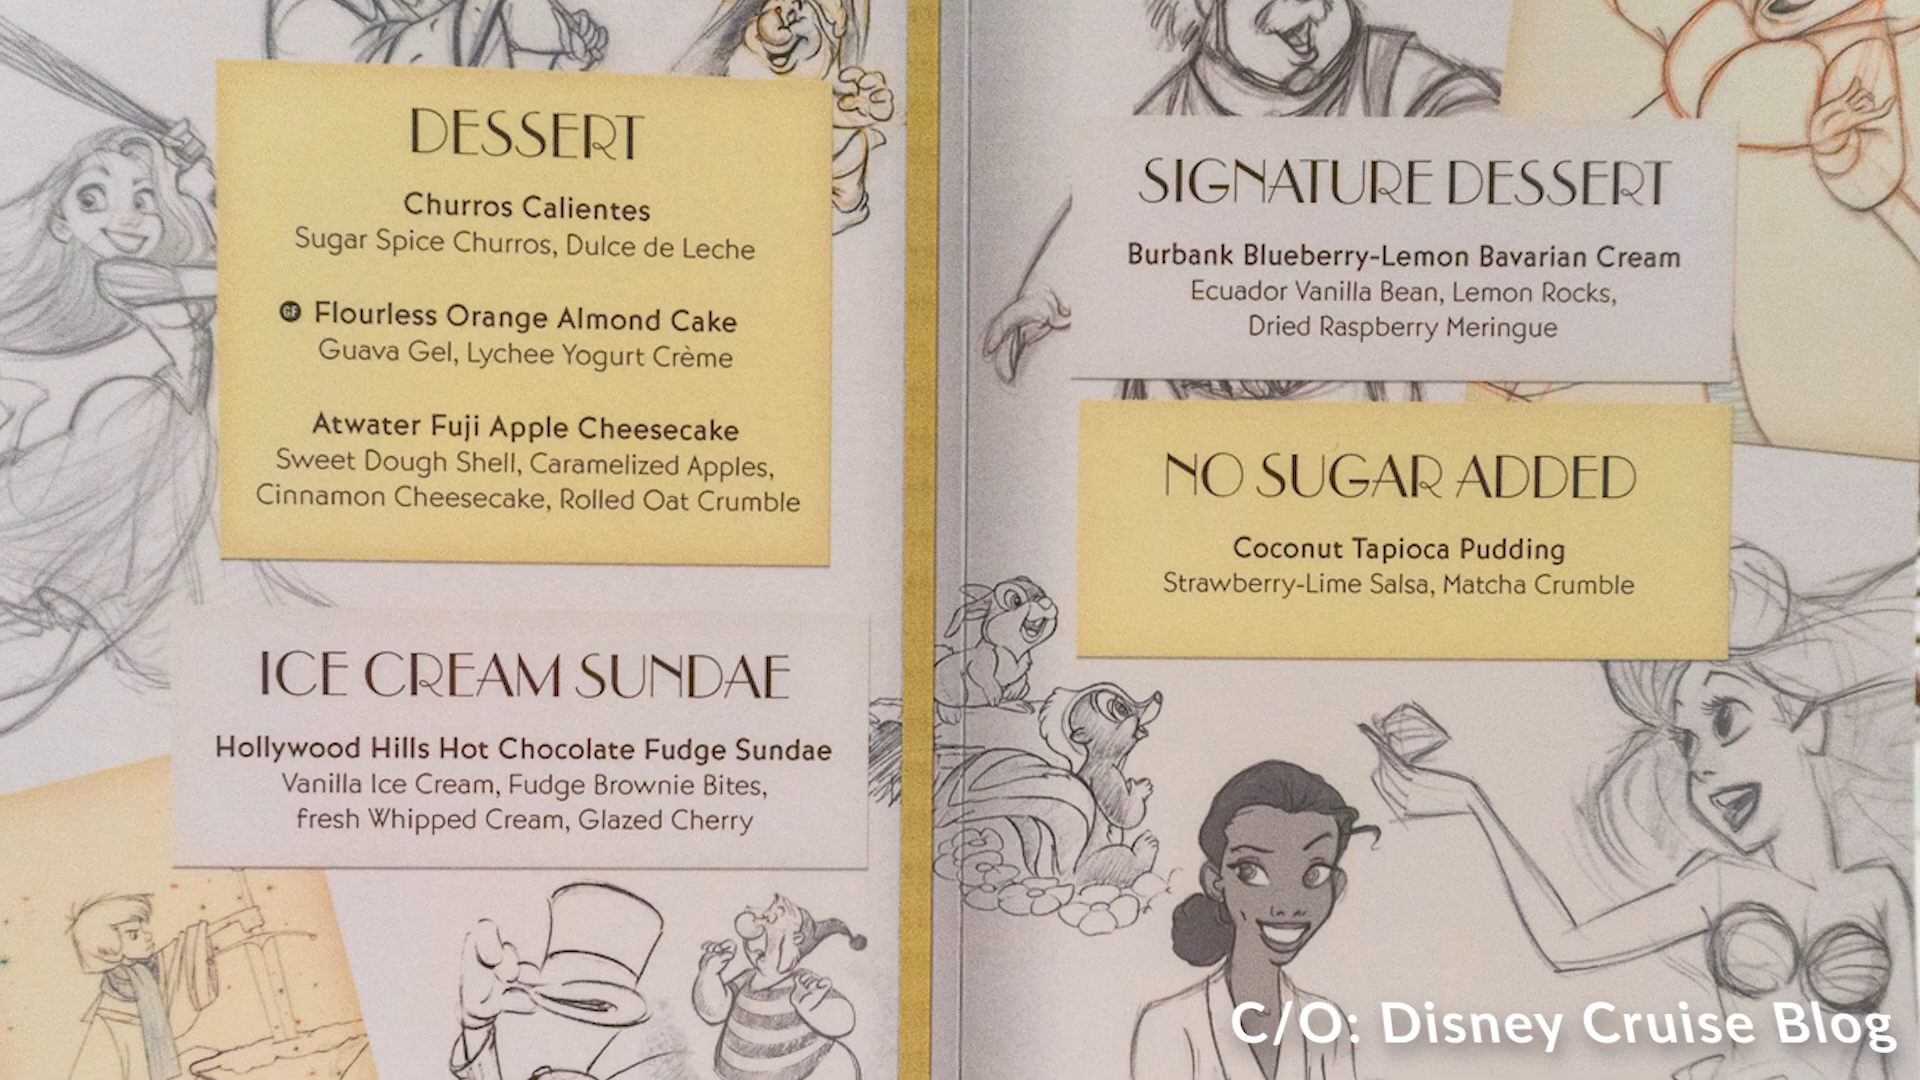 DESSERT
Churros Calientes
Sugar Spice Churros, Dulce de Leche
GF Flourless Orange Almond Cake
Guava Gel, Lychee Yogurt Crème
Atwater Fuji Apple Cheesecake
Sweet Dough Shell, Caramelized Apples,
Cinnamon Cheesecake, Rolled Oat Crumble
ICE CREAM SUNDAE
Hollywood Hills Hot Chocolate Fudge Sundae
Vanilla Ice Cream, Fudge Brownie Bites,
fresh Whipped Cream, Glazed Cherry
SIGNATURE DESSERT
Burbank Blueberry-Lemon Bavarian Cream
Ecuador Vanilla Bean, Lemon Rocks,
Dried Raspberry Meringue
NO SUGAR ADDED
Coconut Tapioca Pudding
Strawberry-Lime Salsa, Matcha Crumble
C/O: Disney Cruise Blog